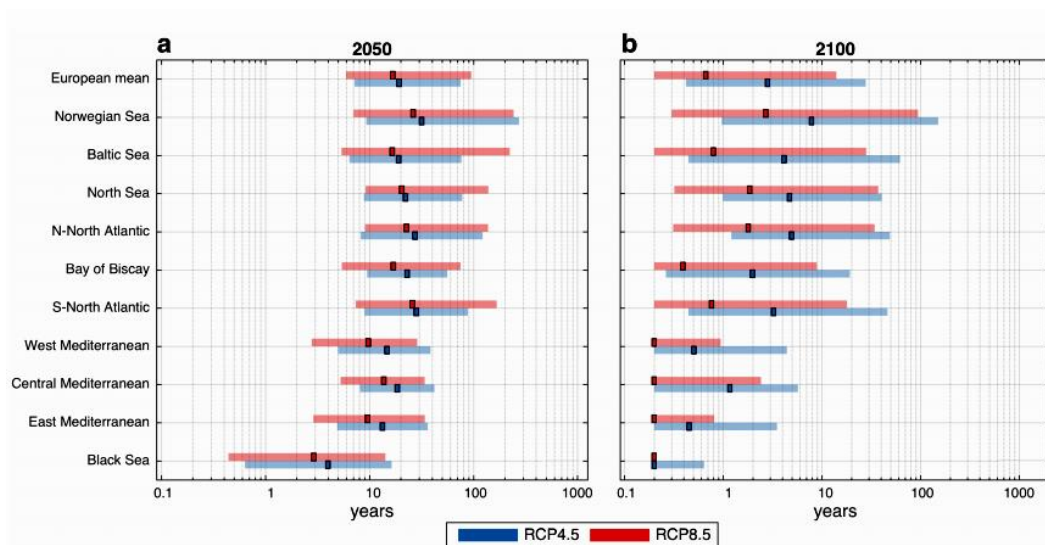 a 2050 b 2100
European mean
Norwegian Sea
Baltic Sea
North Sea
N-North Atlantic
Bay of Biscay
S-North Atlantic
West Mediterranean
Central Mediterranean
East Mediterranean
Black Sea
0.1 1 10 100 1000 0.1 1 10 100 1000
years years
RCP4.5 RCP8.5